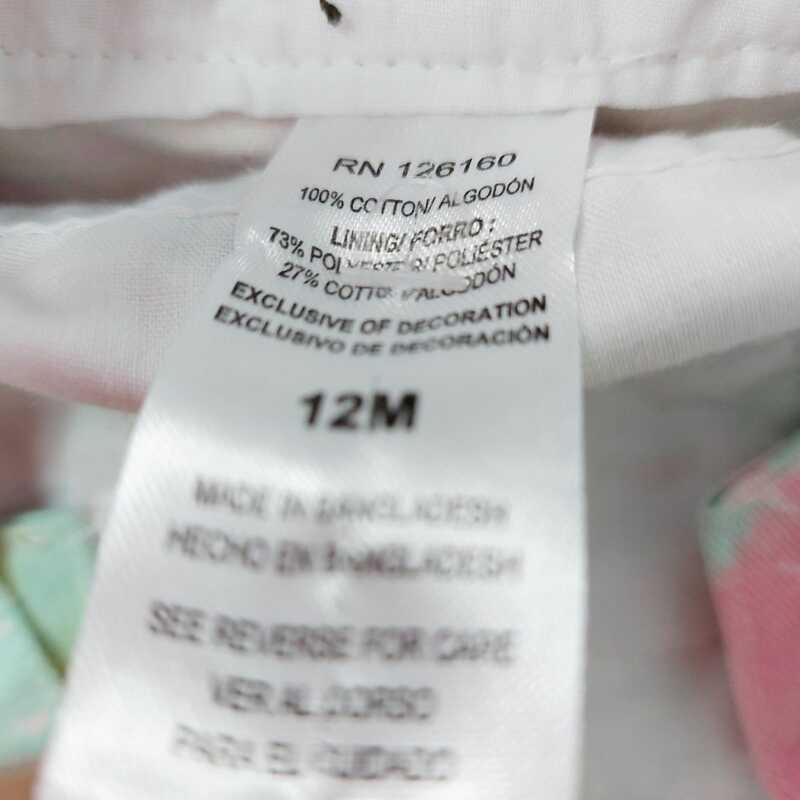 RN 126160
100% COTTON/ ALGODÓN
LINING/ FORRO :
73% POLYESTER/ POLIÉSTER
27% COTTON/ALGODÓN
EXCLUSIVE OF DECORATION
EXCLUSIVO DE DECORACIÓN
12M
MADE IN BANGLADESH
HECHO EN BANGLADESH
SEE REVERSE FOR CARE
VER AL DORSO
PARA EL CUIDADO